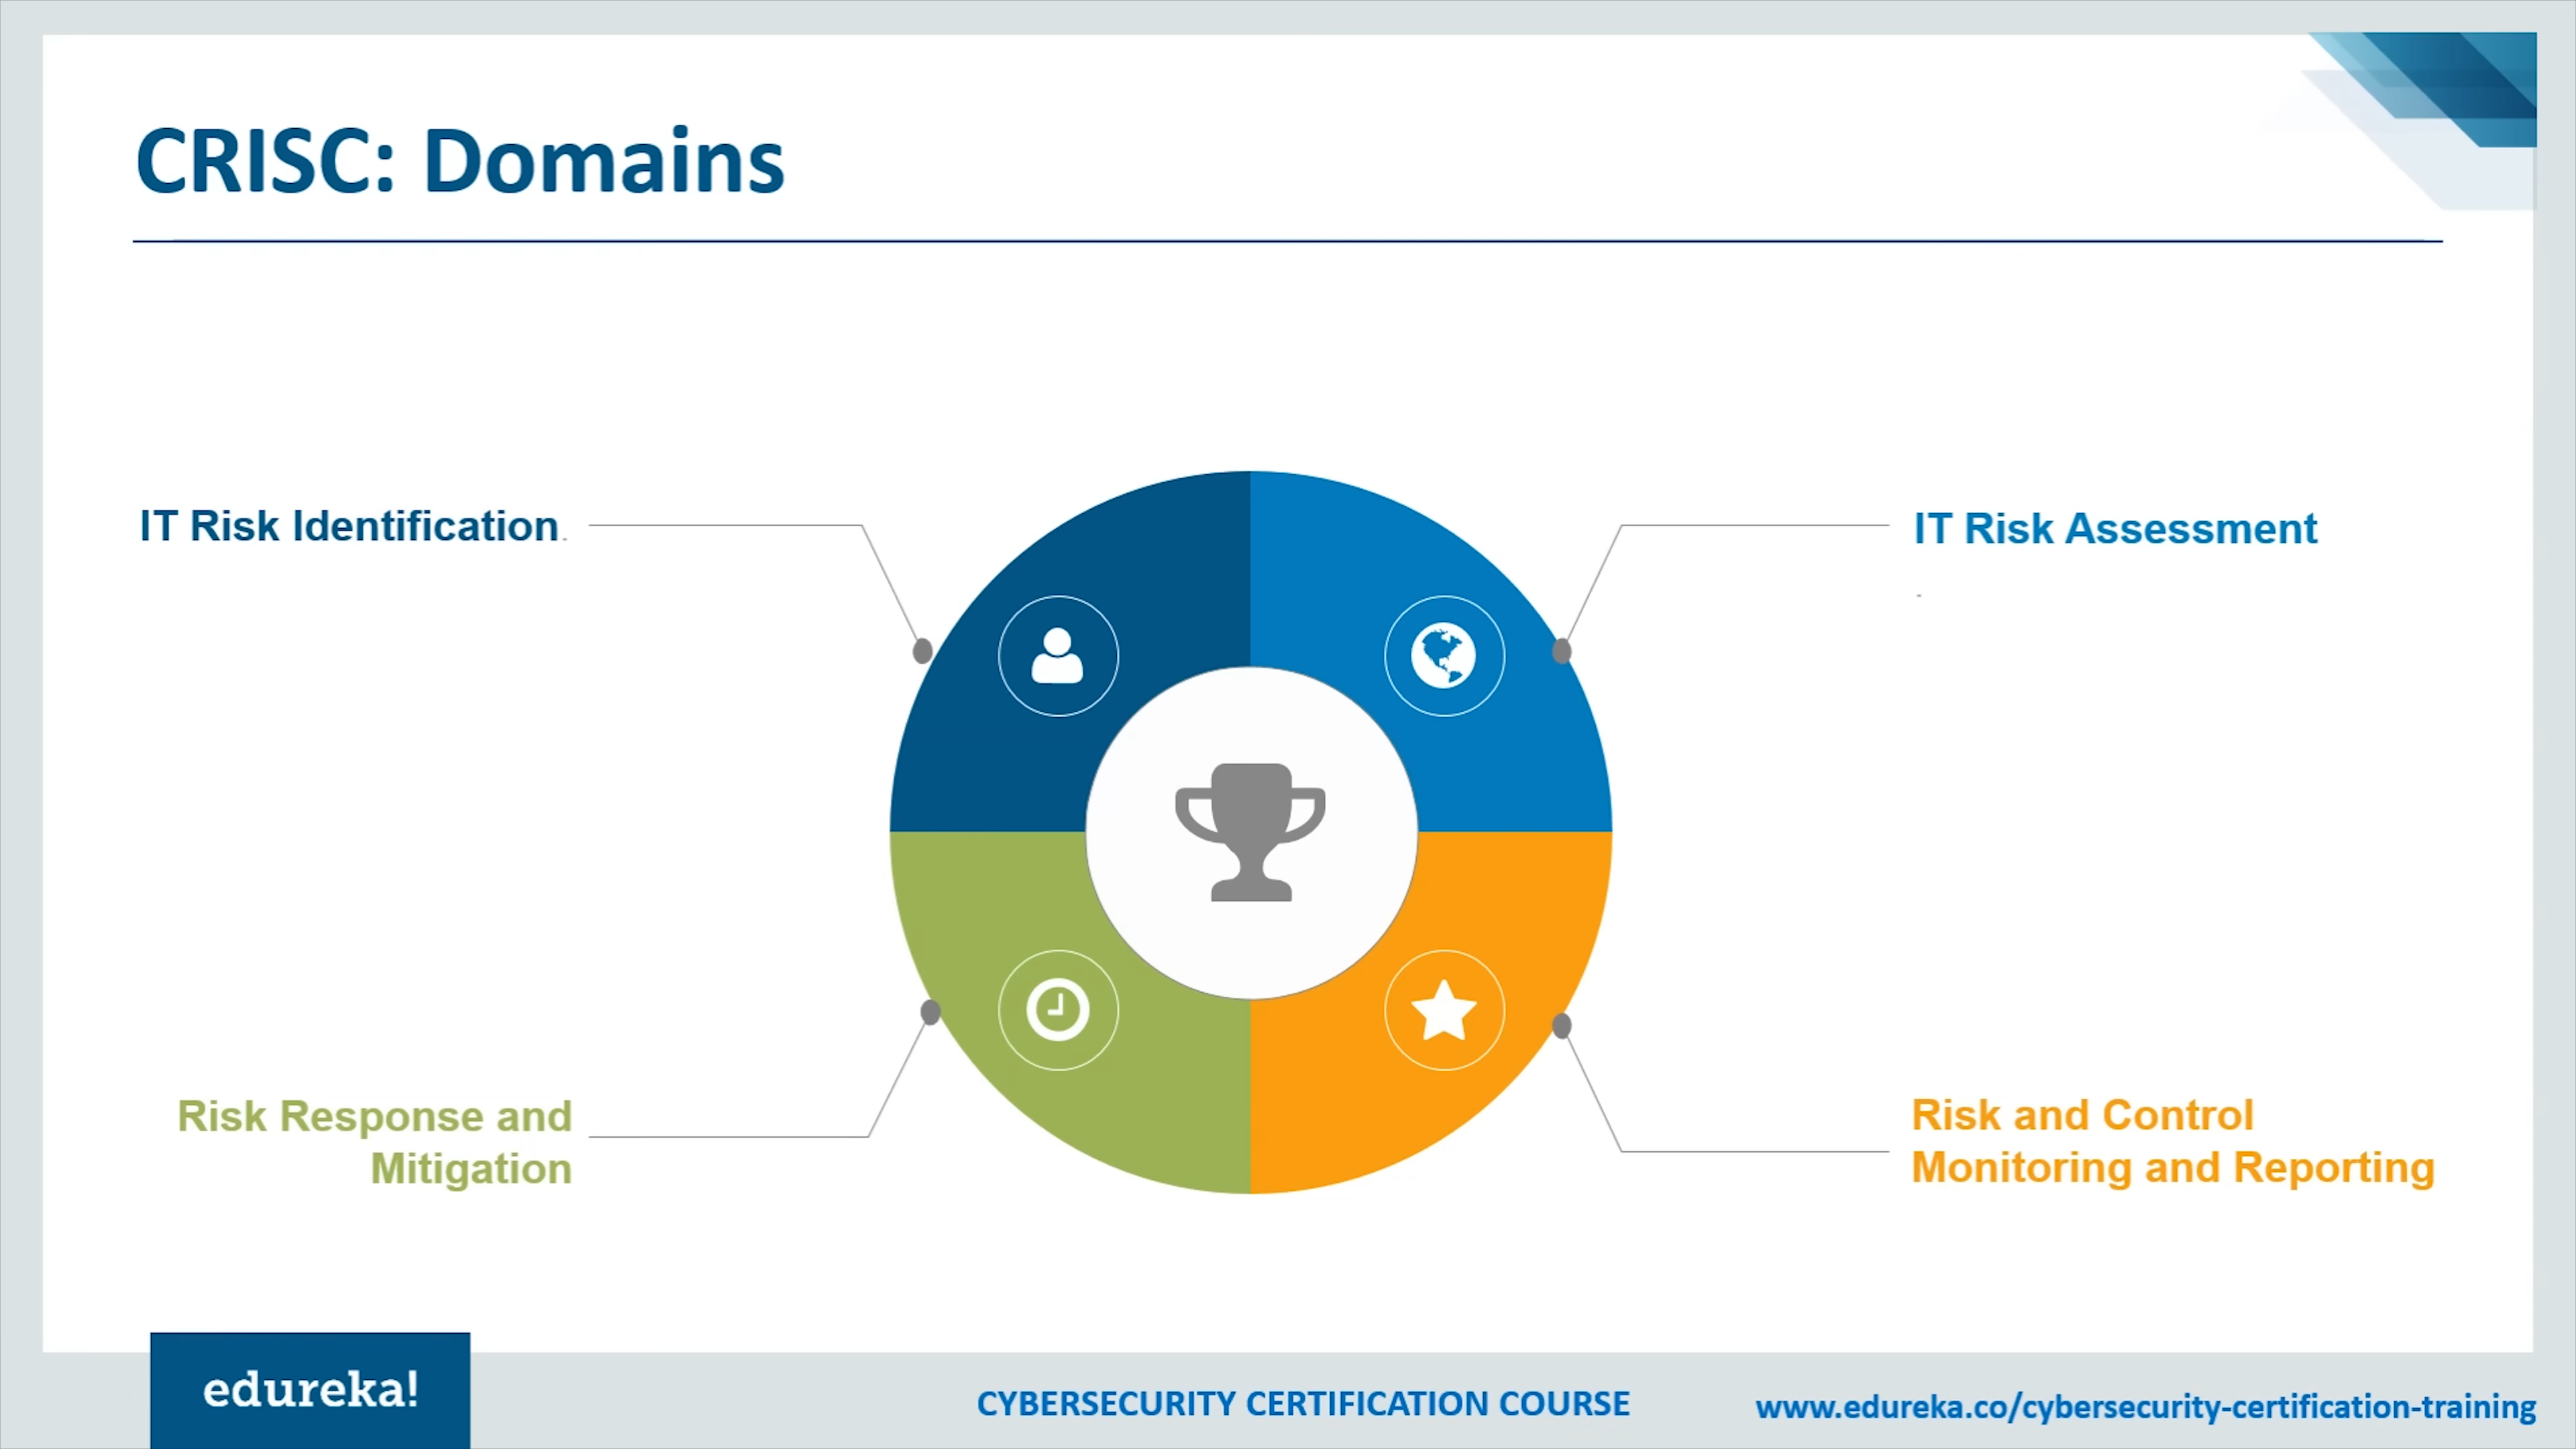 CRISC: Domains
IT Risk Identification.
IT Risk Assessment
.
Risk Response and
Mitigation
Risk and Control
Monitoring and Reporting
edureka!
CYBERSECURITY CERTIFICATION COURSE
www.edureka.co/cybersecurity-certification-training